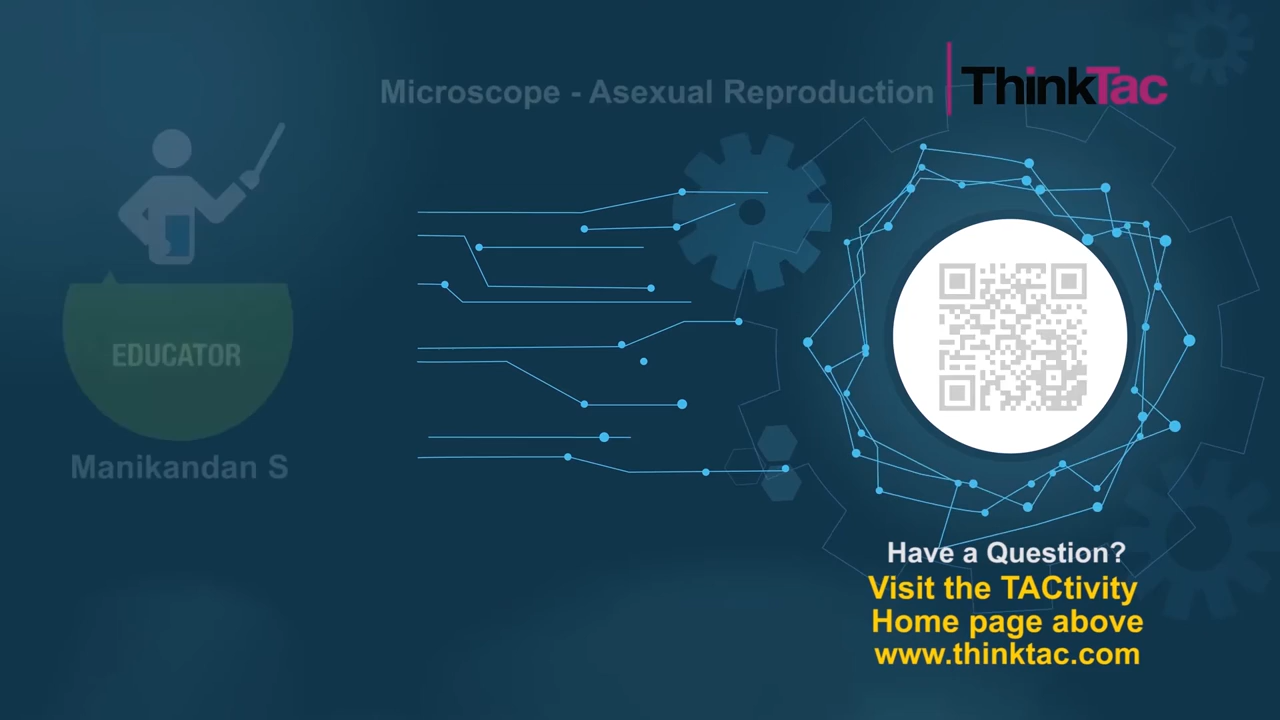 Microscope - Asexual Reproduction
ThinkTac
EDUCATOR
Manikandan S
Have a Question?
Visit the TACtivity
Home page above
www.thinktac.com